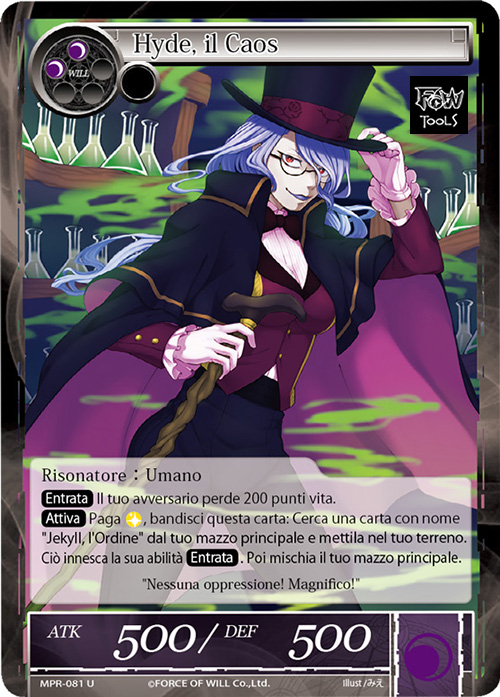 Hyde, il Caos
WILL
FOW
TOOLS
Risonatore : Umano
Entrata Il tuo avversario perde 200 punti vita.
Attiva Paga , bandisci questa carta: Cerca una carta con nome
"Jekyll, l'Ordine" dal tuo mazzo principale e mettila nel tuo terreno.
Ciò innesca la sua abilità Entrata . Poi mischia il tuo mazzo principale.
"Nessuna oppressione! Magnifico!"
ATK 500 / DEF 500
MPR-081 U ©FORCE OF WILL Co.,Ltd. Illust/みえ